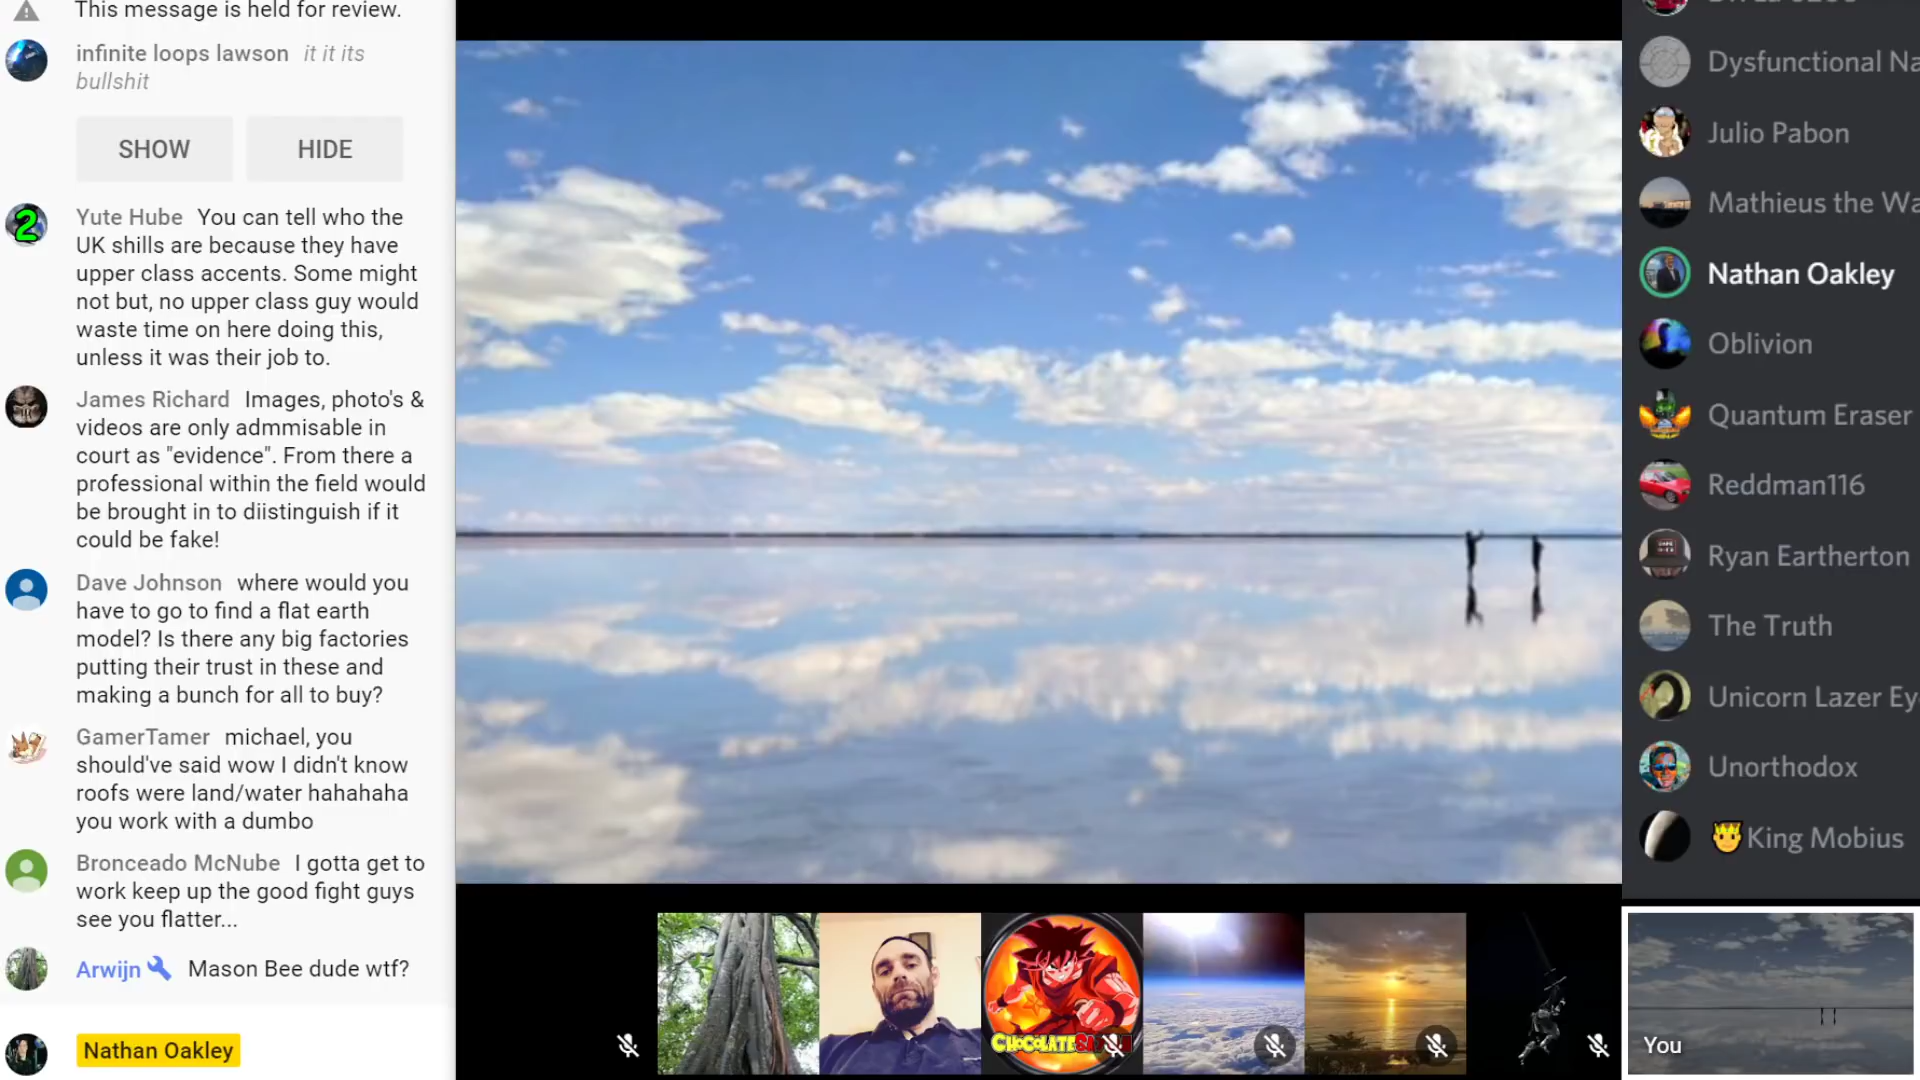 This message is held for review.
infinite loops lawson it it its
bullshit
SHOW HIDE
Yute Hube You can tell who the
UK shills are because they have
upper class accents. Some might
not but, no upper class guy would
waste time on here doing this,
unless it was their job to.
James Richard Images, photo's &
videos are only admmisable in
court as "evidence". From there a
professional within the field would
be brought in to diistinguish if it
could be fake!
Dave Johnson where would you
have to go to find a flat earth
model? Is there any big factories
putting their trust in these and
making a bunch for all to buy?
GamerTamer michael, you
should've said wow I didn't know
roofs were land/water hahahaha
you work with a dumbo
Bronceado McNube I gotta get to
work keep up the good fight guys
see you flatter...
Arwijn Mason Bee dude wtf?
Nathan Oakley
2
CHOCOLATE
Dysfunctional Na
Julio Pabon
Mathieus the Wa
Nathan Oakley
Oblivion
Quantum Eraser
Reddman116
Ryan Eartherton
The Truth
Unicorn Lazer Ey
Unorthodox
King Mobius
You